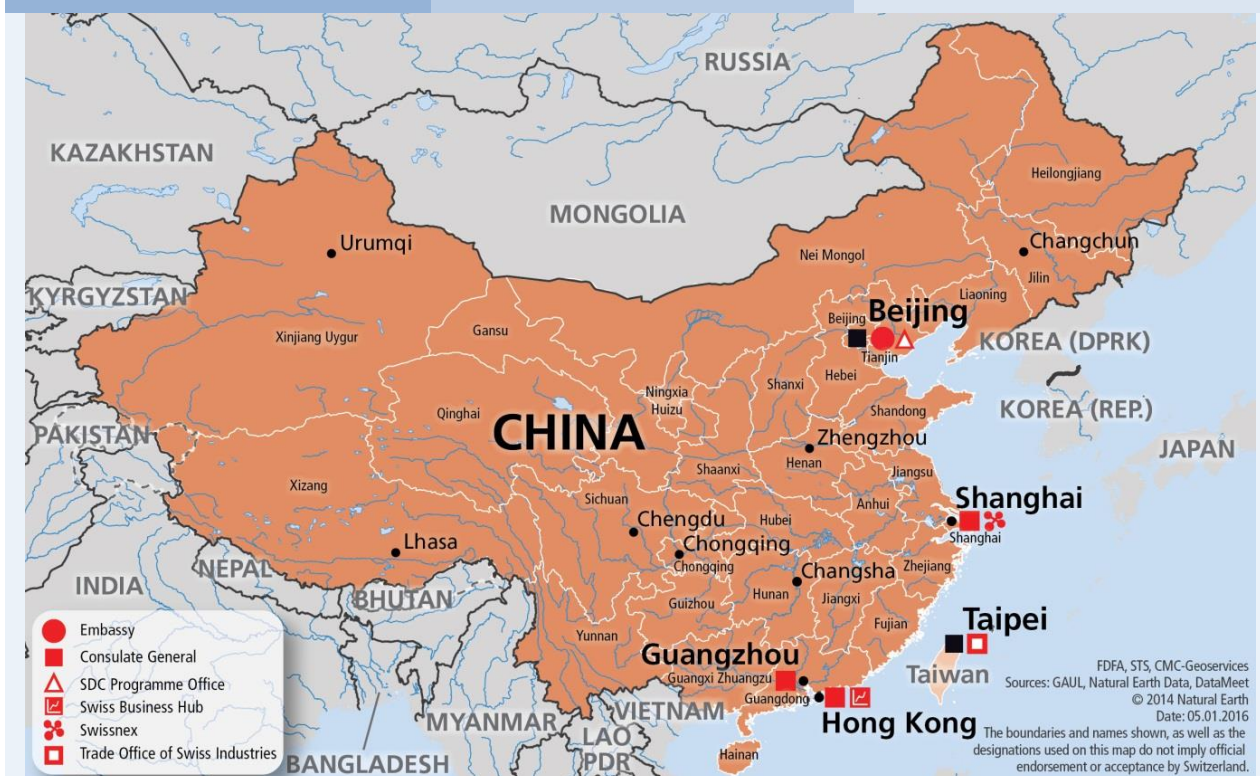 RUSSIA
KAZAKHSTAN
MONGOLIA
Heilongjiang
Urumqi
Changchun
Nei Mongol
Jilin
KYRGYZSTAN
Liaoning
Beijing
Beijing
Xinjiang Uygur
Gansu
KOREA (DPRK)
Tianjin
Hebei
Shanxi
Ningxia
Huizu
KOREA (REP.)
Qinghai
Shandong
CHINA
PAKISTAN
Zhengzhou
JAPAN
Henan
Shaanxi
Jiangsu
Xizang
Sichuan
Anhui
Shanghai
Chengdu
Hubei
Shanghai
Lhasa
Chongqing
Chongqing
Zhejiang
NEPAL
Changsha
INDIA
BHUTAN
Hunan
Jiangxi
Guizhou
Fujian
Taipei
Yunnan
Guangzhou
Guangxi Zhuangzu
Taiwan
Guangdong
Hong Kong
MYANMAR
VIETNAM
LAO
PDR
Hainan
BANGLADESH
Embassy
Consulate General
SDC Programme Office
Swiss Business Hub
Swissnex
Trade Office of Swiss Industries
FDFA, STS, CMC-Geoservices
Sources: GAUL, Natural Earth Data, DataMeet
© 2014 Natural Earth
Date: 05.01.2016
The boundaries and names shown, as well as the
designations used on this map do not imply official
endorsement or acceptance by Switzerland.